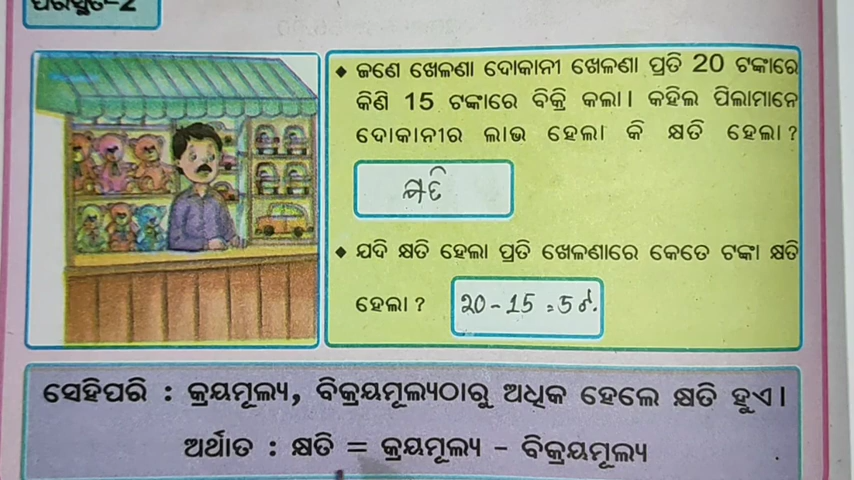 ପରିସ୍ଥିତି-2
♦ ଜଣେ ଖେଳଣା ଦୋକାନୀ ଖେଳଣା ପ୍ରତି 20 ଟଙ୍କାରେ
କିଣି 15 ଟଙ୍କାରେ ବିକ୍ରି କଲା। କହିଲ ପିଲାମାନେ
ଦୋକାନୀର ଲାଭ ହେଲା କି କ୍ଷତି ହେଲା ?
କ୍ଷତି
♦ ଯଦି କ୍ଷତି ହେଲା ପ୍ରତି ଖେଳଣାରେ କେତେ ଟଙ୍କା କ୍ଷତି
ହେଲା ? 20 - 15 = 5 ଟ.
ସେହିପରି : କ୍ରୟମୂଲ୍ୟ, ବିକ୍ରୟମୂଲ୍ୟଠାରୁ ଅଧିକ ହେଲେ କ୍ଷତି ହୁଏ।
ଅର୍ଥାତ : କ୍ଷତି = କ୍ରୟମୂଲ୍ୟ - ବିକ୍ରୟମୂଲ୍ୟ